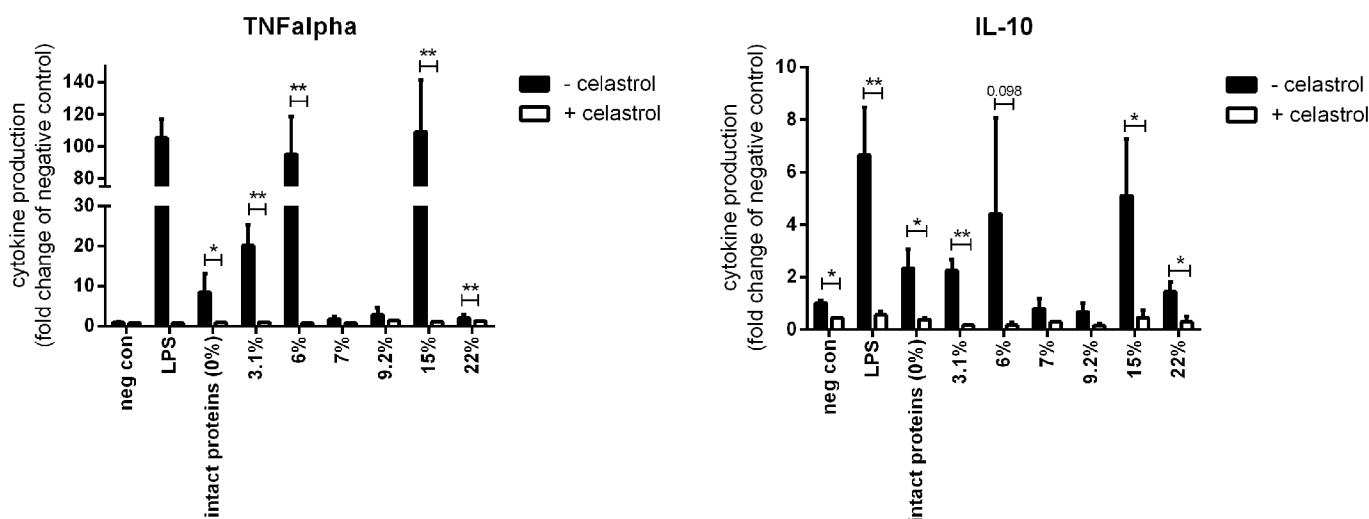 TNFalpha
cytokine production
(fold change of negative control)
140
120
100
80
30
20
10
0
*
**
**
**
**
neg con
LPS
intact proteins (0%)
3.1%
6%
7%
9.2%
15%
22%
- celastrol
+ celastrol
IL-10
cytokine production
(fold change of negative control)
10
8
6
4
2
0
*
**
*
**
0.098
*
*
neg con
LPS
intact proteins (0%)
3.1%
6%
7%
9.2%
15%
22%
- celastrol
+ celastrol